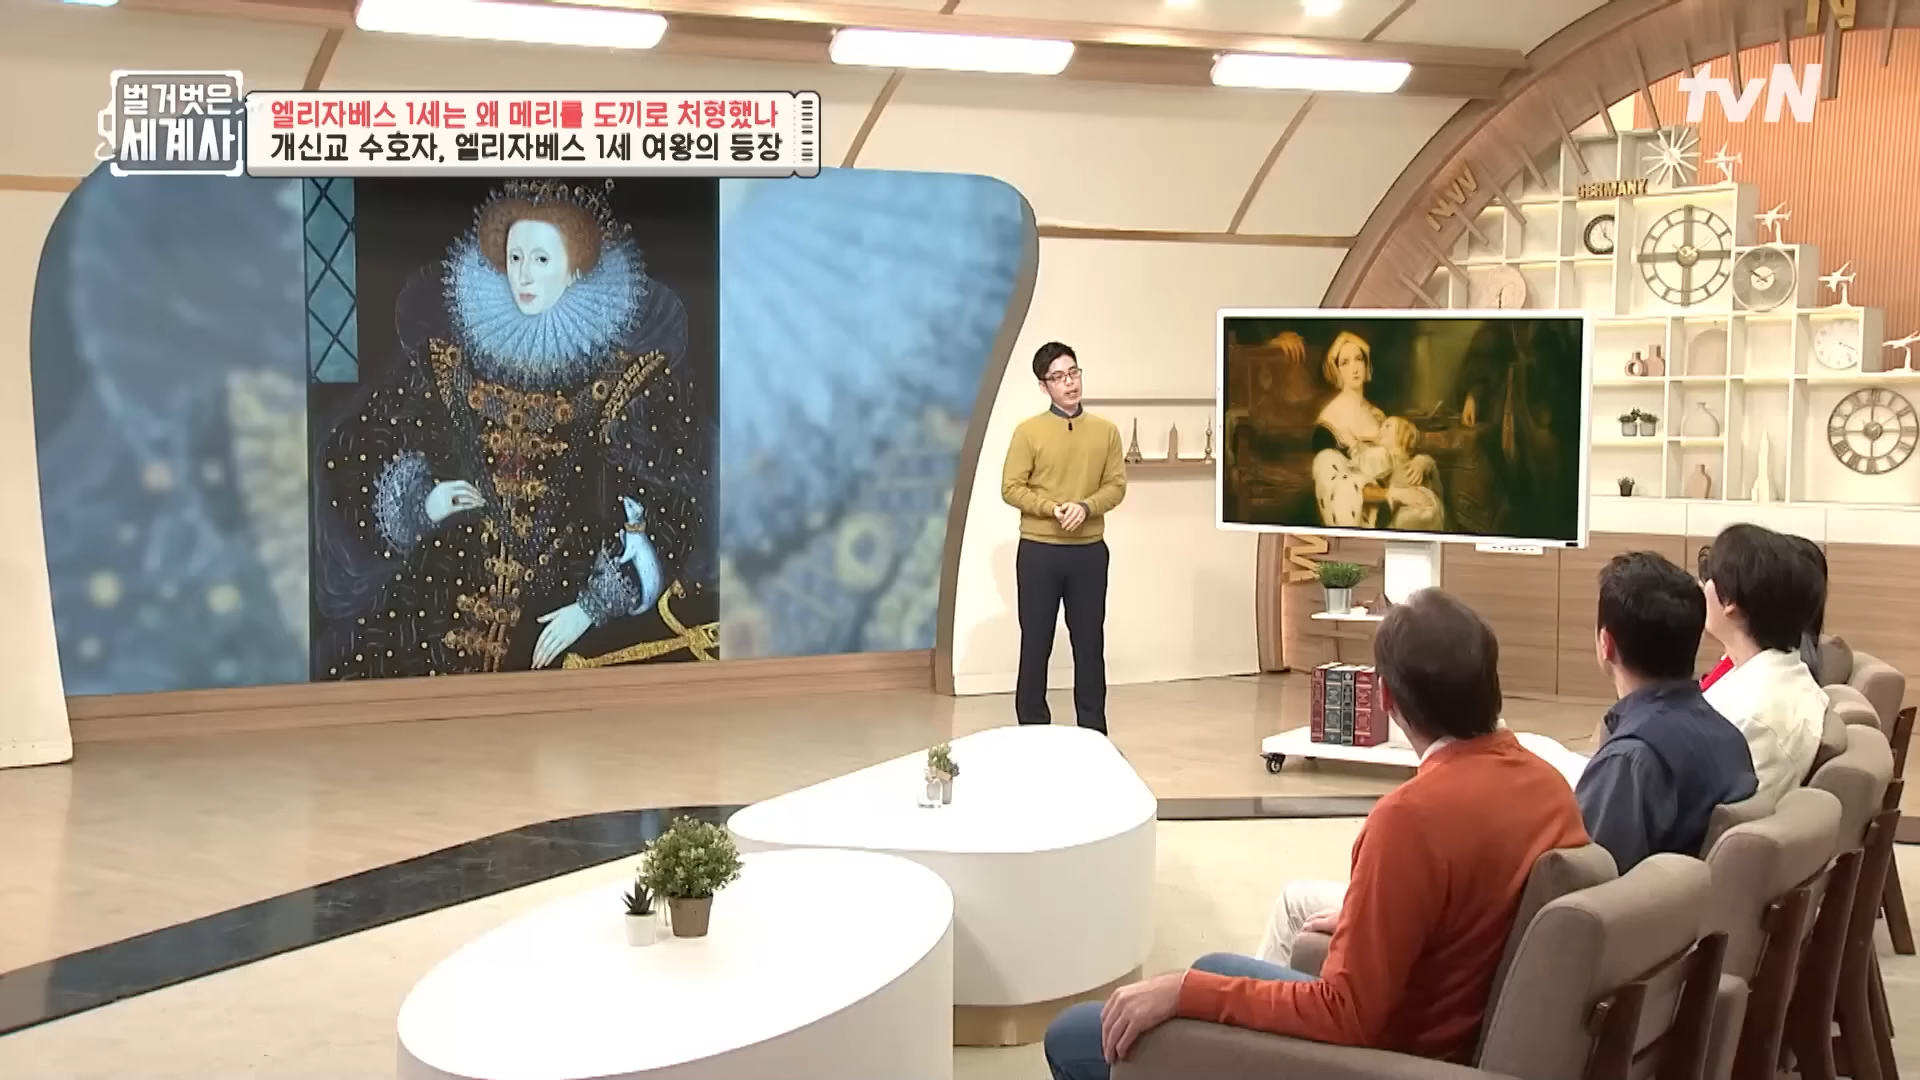 벌거벗은
세계사
엘리자베스 1세는 왜 메리를 도끼로 처형했나
개신교 수호자, 엘리자베스 1세 여왕의 등장
tvN
GERMANY